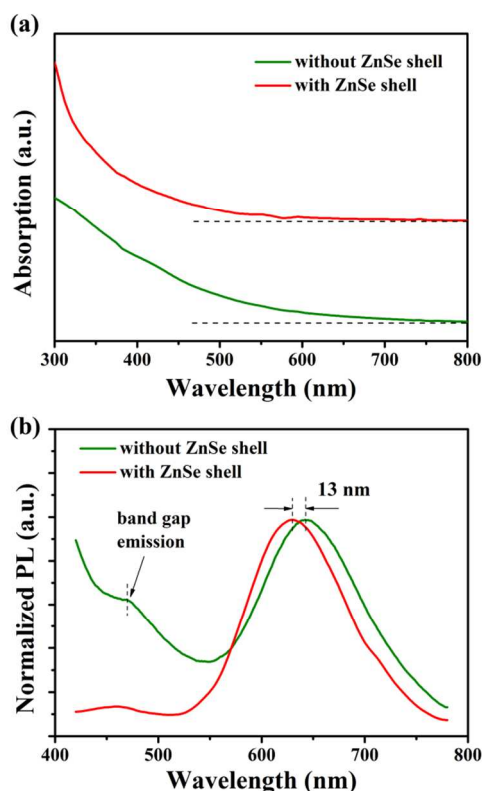 (a)
without ZnSe shell
with ZnSe shell
Absorption (a.u.)
300 400 500 600 700 800
Wavelength (nm)
(b)
without ZnSe shell
with ZnSe shell
13 nm
band gap
emission
Normalized PL (a.u.)
400 500 600 700 800
Wavelength (nm)